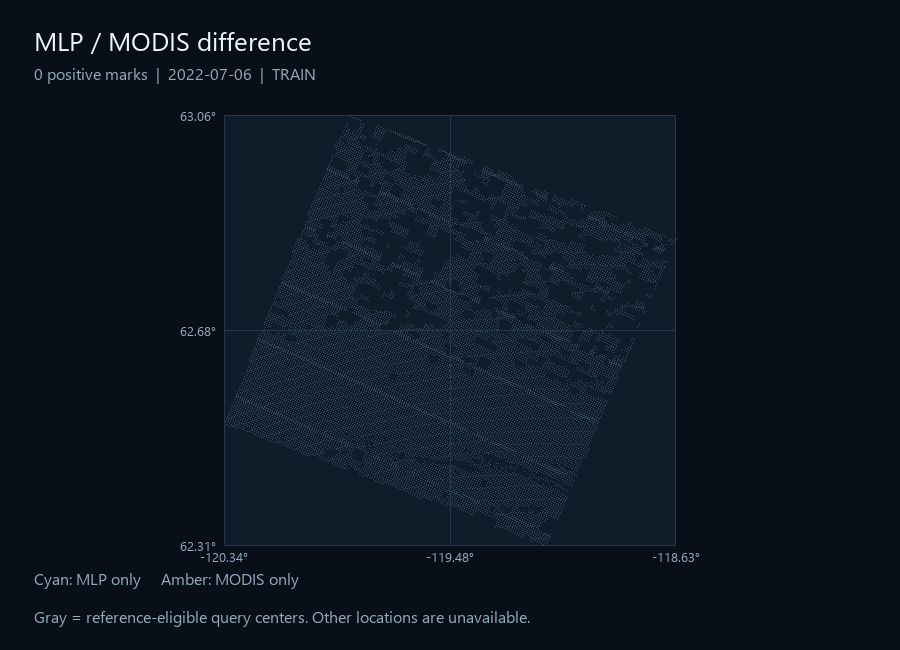 MLP / MODIS difference
0 positive marks | 2022-07-06 | TRAIN
63.06°
62.68°
62.31°
-120.34° -119.48° -118.63°
Cyan: MLP only Amber: MODIS only
Gray = reference-eligible query centers. Other locations are unavailable.